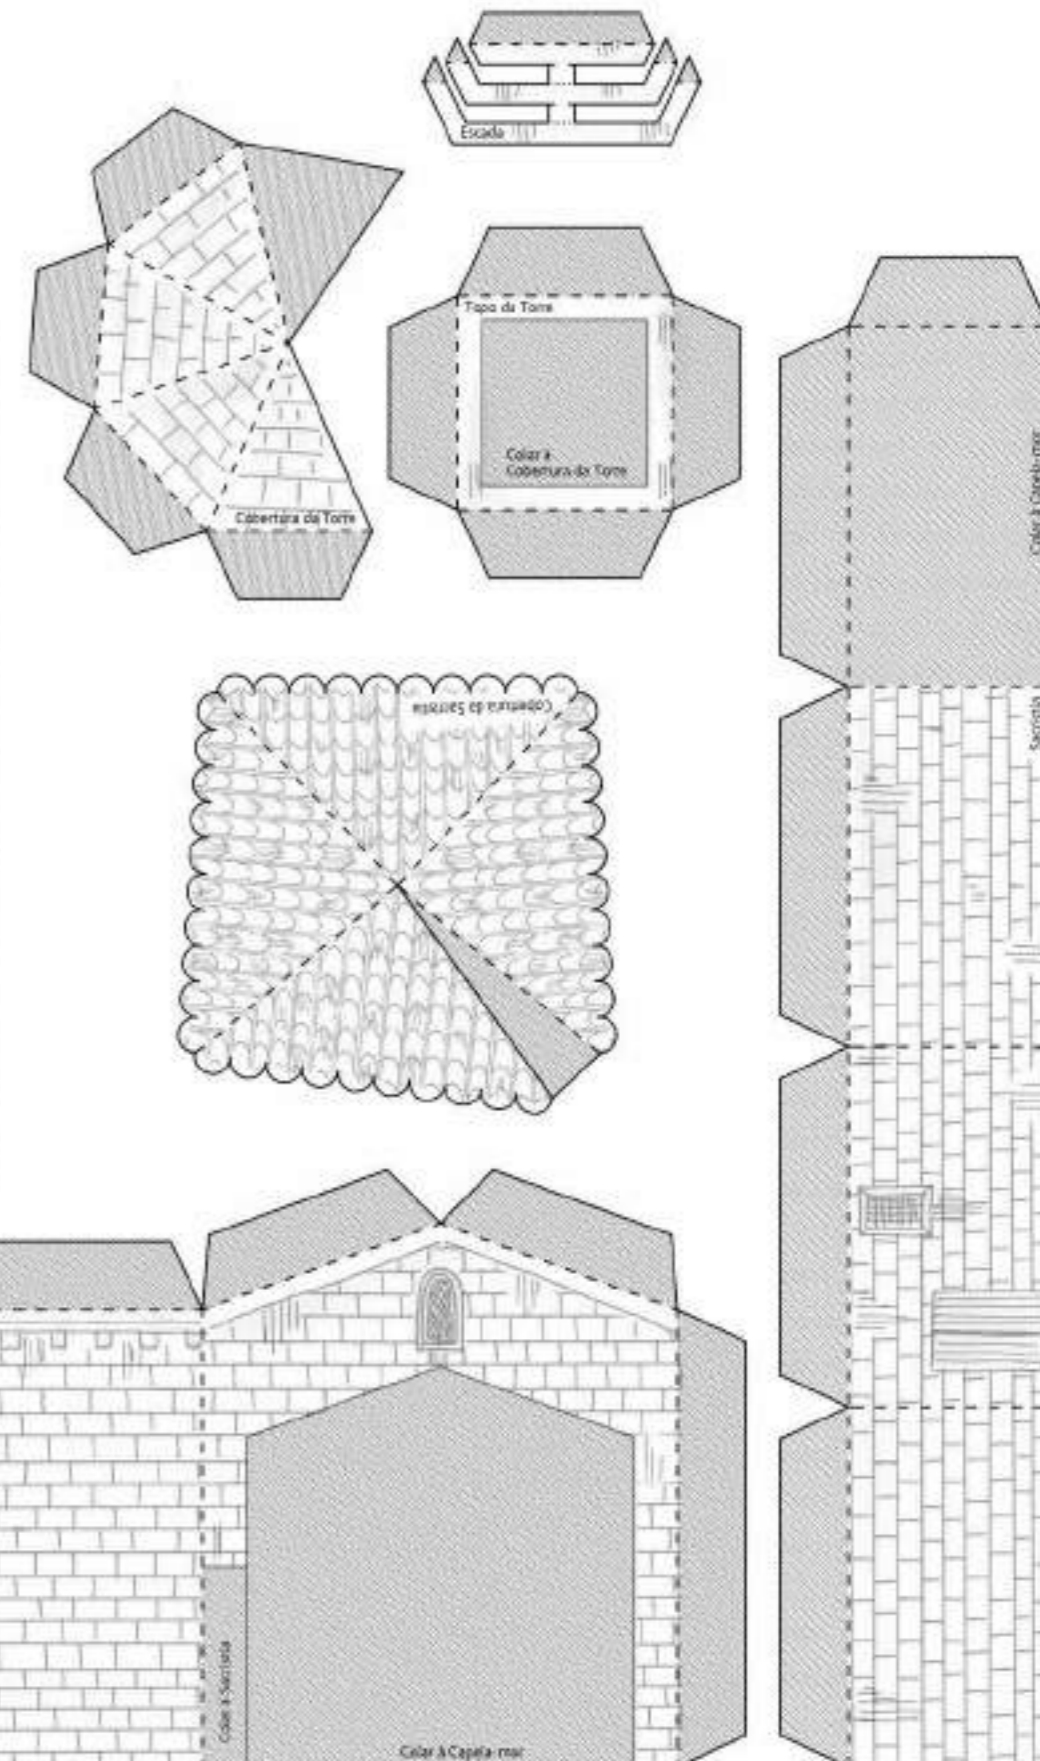 Escada
Topo da Torre
Colar à
Cobertura da Torre
Cobertura da Torre
Colar à Capela-mor
Cobertura da Sacristia
Sacristia
Colar à Sacristia
Colar à Capela-mor